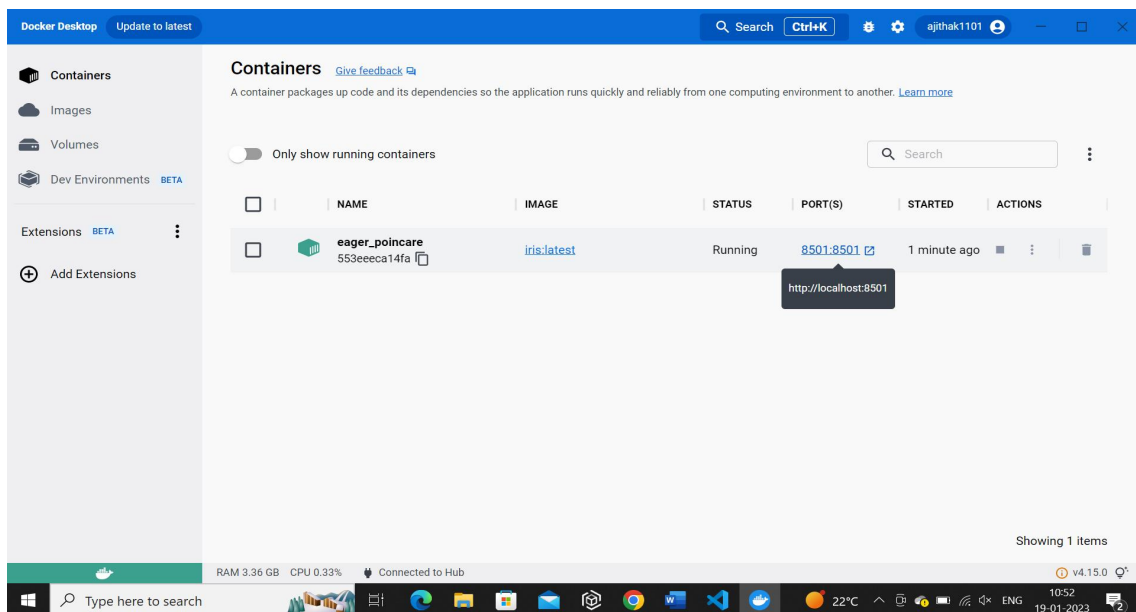 Docker Desktop Update to latest Search Ctrl+K ajithak1101
Containers
Images
Volumes
Dev Environments BETA
Extensions BETA
Add Extensions
Containers Give feedback
A container packages up code and its dependencies so the application runs quickly and reliably from one computing environment to another. Learn more
Only show running containers Search
NAME IMAGE STATUS PORT(S) STARTED ACTIONS
eager_poincare iris:latest Running 8501:8501 1 minute ago
553eeeca14fa
http://localhost:8501
Showing 1 items
RAM 3.36 GB CPU 0.33% Connected to Hub v4.15.0
Type here to search 22°C ENG 10:52
19-01-2023